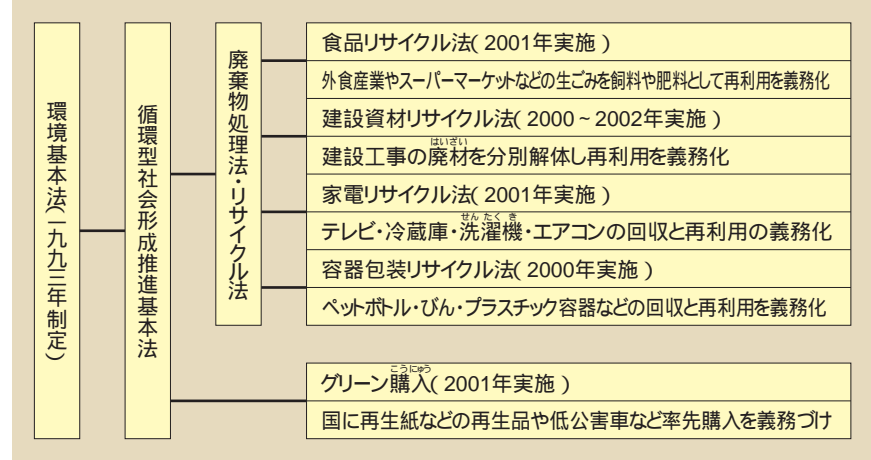 環境基本法(一九九三年制定)
循環型社会形成推進基本法
廃棄物処理法・リサイクル法
食品リサイクル法(2001年実施)
外食産業やスーパーマーケットなどの生ごみを飼料や肥料として再利用を義務化
建設資材リサイクル法(2000~2002年実施)
はいざい
建設工事の廃材を分別解体し再利用を義務化
家電リサイクル法(2001年実施)
せんたくき
テレビ・冷蔵庫・洗濯機・エアコンの回収と再利用の義務化
容器包装リサイクル法(2000年実施)
ペットボトル・びん・プラスチック容器などの回収と再利用を義務化
こうにゅう
グリーン購入(2001年実施)
国に再生紙などの再生品や低公害車など率先購入を義務づけ